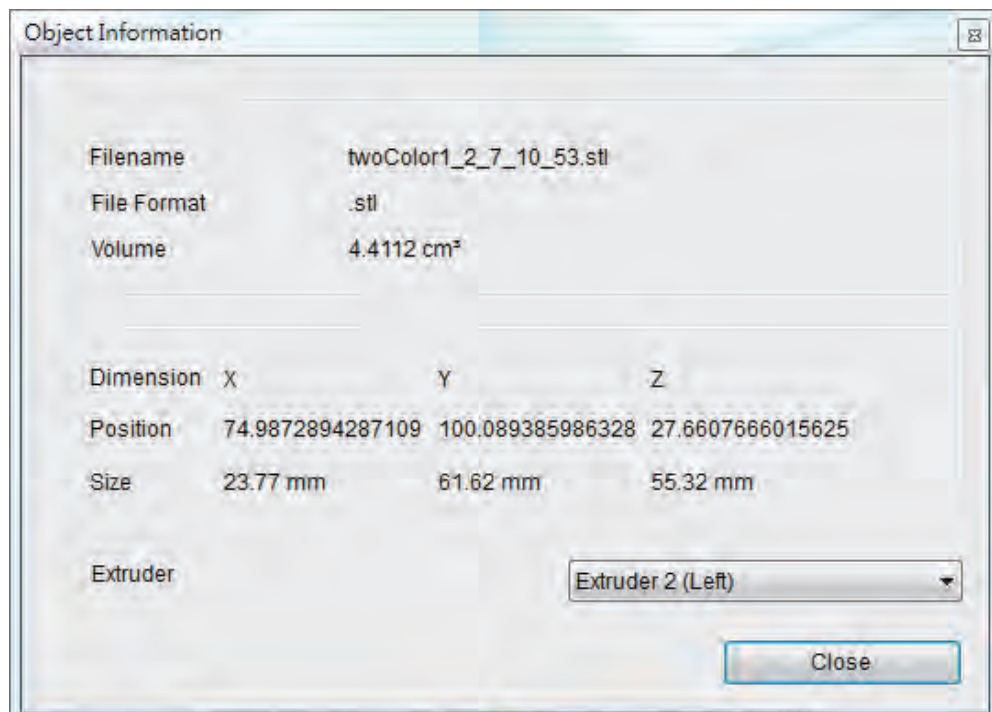 Object Information
Filename twoColor1_2_7_10_53.stl
File Format .stl
Volume 4.4112 cm³
Dimension X Y Z
Position 74.9872894287109 100.089385986328 27.6607666015625
Size 23.77 mm 61.62 mm 55.32 mm
Extruder Extruder 2 (Left)
Close